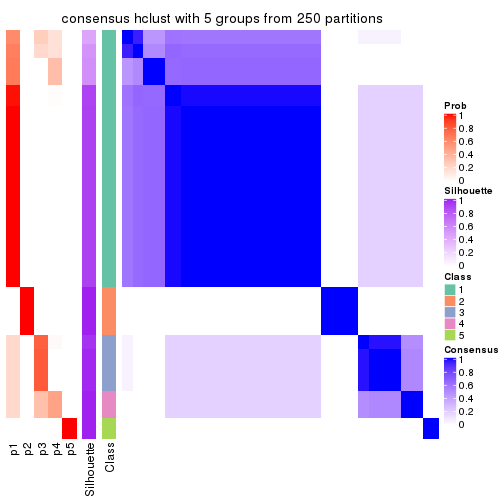 consensus hclust with 5 groups from 250 partitions
Prob
1
0.8
0.6
0.4
0.2
0
Silhouette
1
0.8
0.6
0.4
0.2
0
Class
1
2
3
4
5
Consensus
1
0.8
0.6
0.4
0.2
0
p1
p2
p3
p4
p5
Silhouette
Class